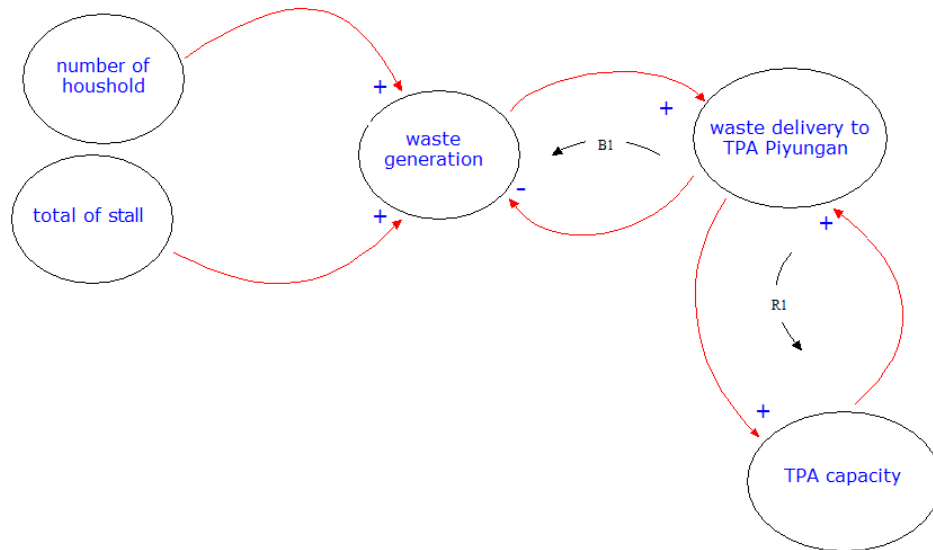 number of
houshold
+
waste
generation
+
waste delivery to
TPA Piyungan
B1
-
total of stall
+
+
R1
+
TPA capacity